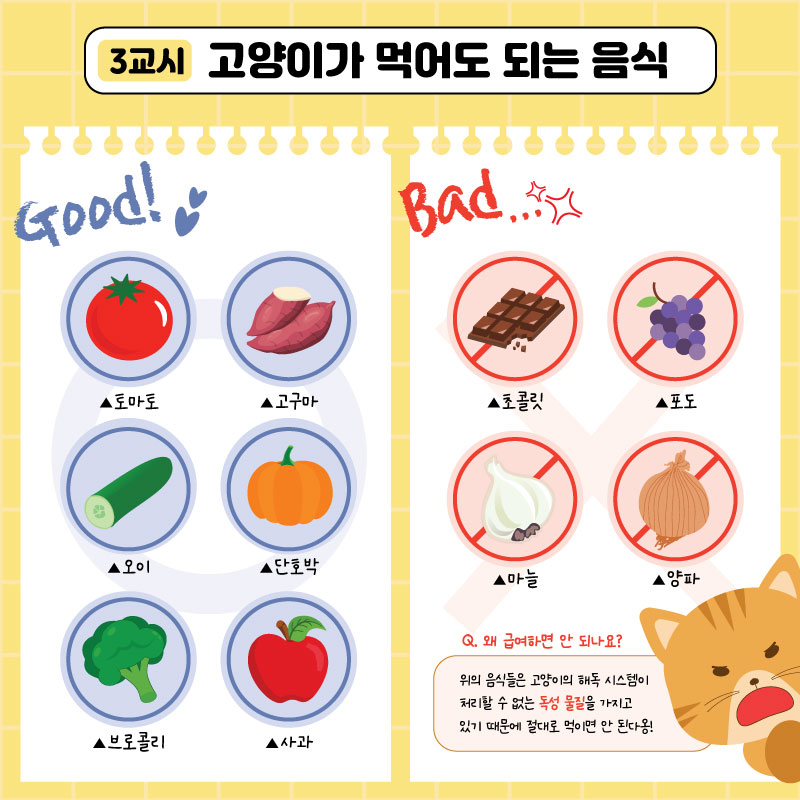 3교시 고양이가 먹어도 되는 음식
Good!
▲토마토
▲고구마
▲오이
▲단호박
▲브로콜리
▲사과
Bad...
▲초콜릿
▲포도
▲마늘
▲양파
Q. 왜 급여하면 안 되나요?
위의 음식들은 고양이의 해독 시스템이
처리할 수 없는 독성 물질을 가지고
있기 때문에 절대로 먹이면 안 된다옹!